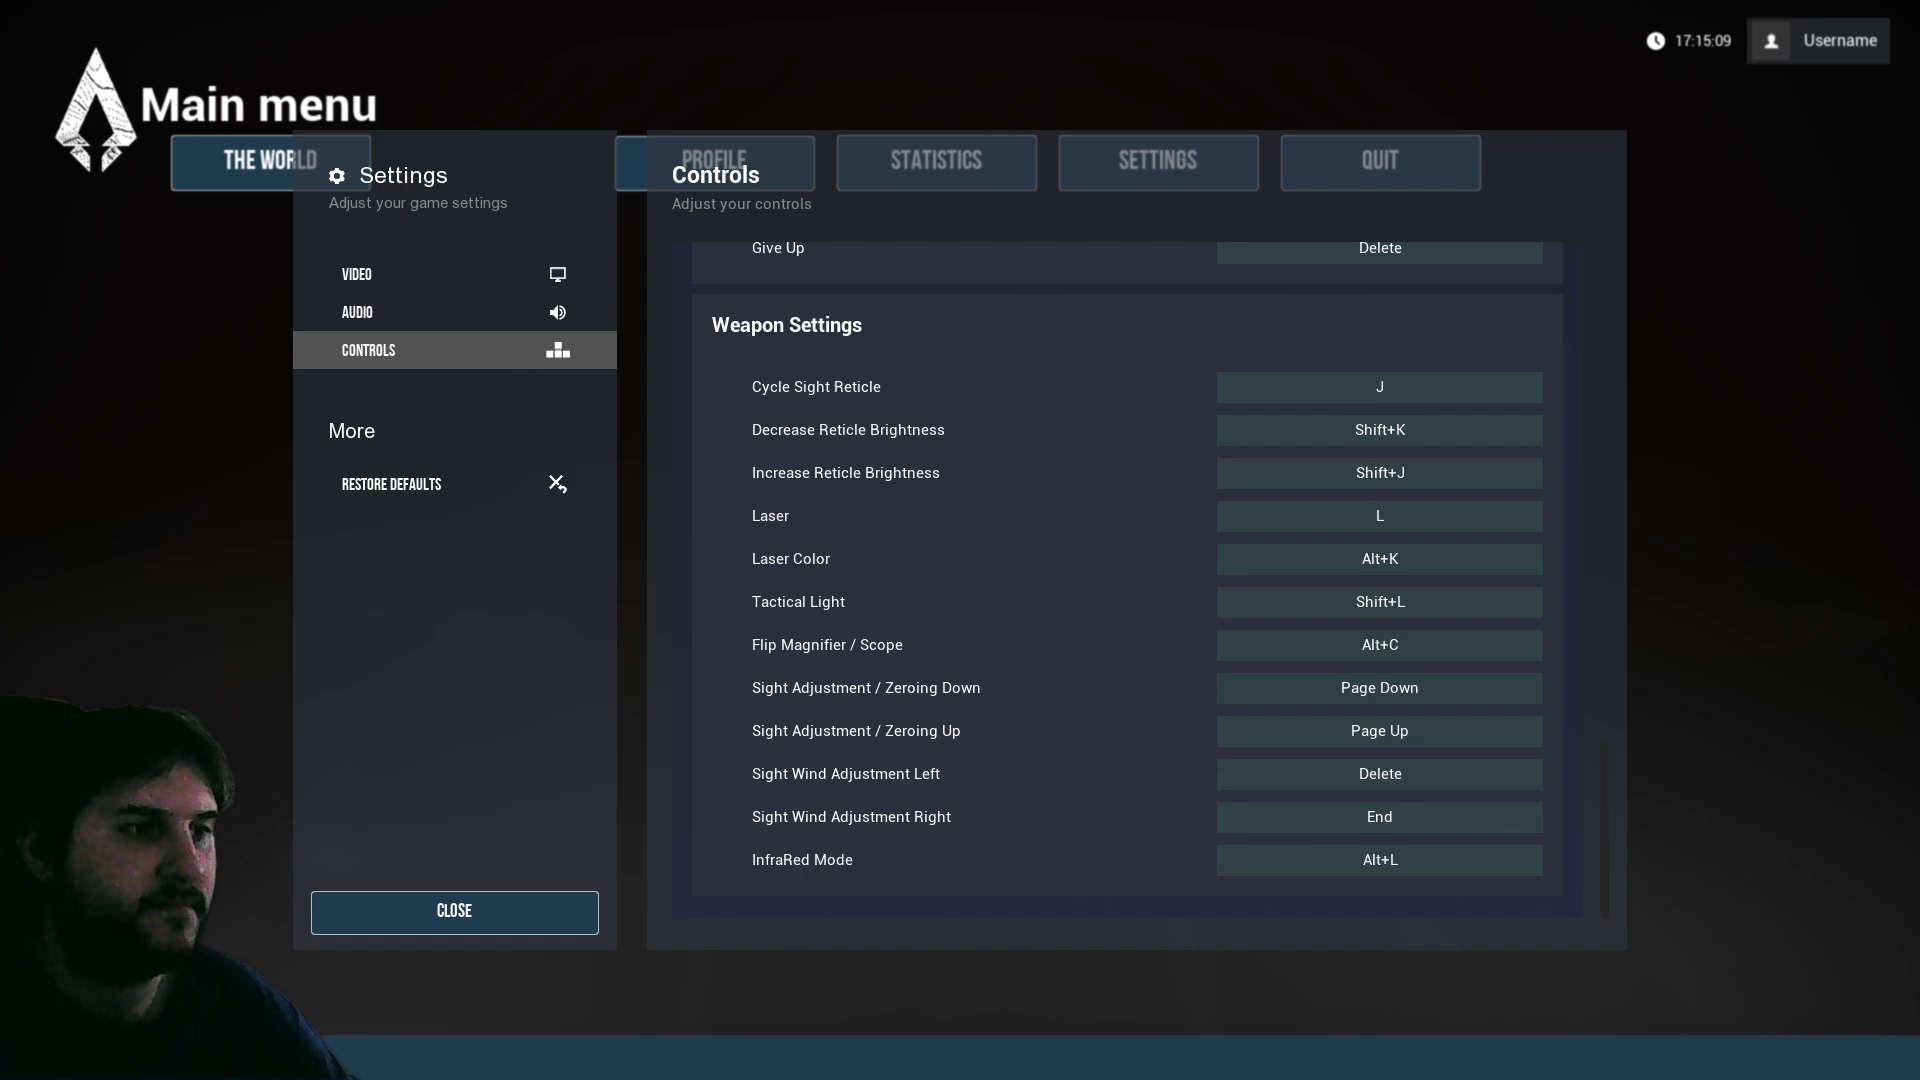 17:15:09
Username
Main menu
THE WORLD
PROFILE
STATISTICS
SETTINGS
QUIT
Settings
Adjust your game settings
VIDEO
AUDIO
CONTROLS
More
RESTORE DEFAULTS
CLOSE
Controls
Adjust your controls
Give Up Delete
Weapon Settings
Cycle Sight Reticle J
Decrease Reticle Brightness Shift+K
Increase Reticle Brightness Shift+J
Laser L
Laser Color Alt+K
Tactical Light Shift+L
Flip Magnifier / Scope Alt+C
Sight Adjustment / Zeroing Down Page Down
Sight Adjustment / Zeroing Up Page Up
Sight Wind Adjustment Left Delete
Sight Wind Adjustment Right End
InfraRed Mode Alt+L